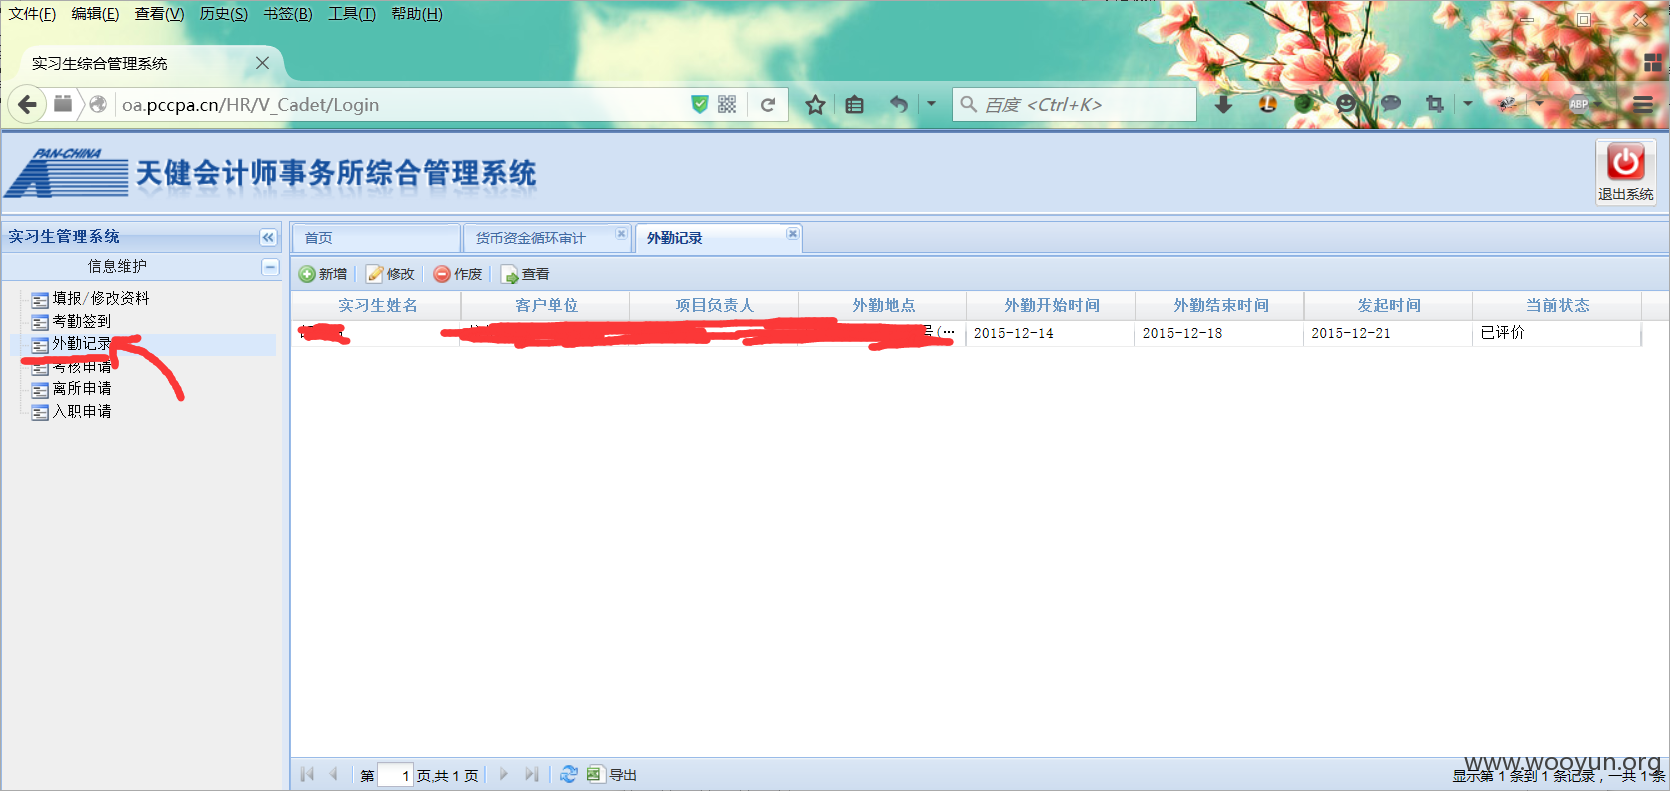 文件(F) 编辑(E) 查看(V) 历史(S) 书签(B) 工具(T) 帮助(H)
实习生综合管理系统
oa.pccpa.cn/HR/V_Cadet/Login
百度 <Ctrl+K>
ABP
PAN-CHINA
天健会计师事务所综合管理系统
退出系统
实习生管理系统
首页 货币资金循环审计 外勤记录
信息维护
新增 修改 作废 查看
填报/修改资料
考勤签到
外勤记录
考核申请
离所申请
入职申请
实习生姓名 客户单位 项目负责人 外勤地点 外勤开始时间 外勤结束时间 发起时间 当前状态
号(… 2015-12-14 2015-12-18 2015-12-21 已评价
第 1 页,共 1 页 导出
显示第 1 条到 1 条记录，一共 1 条
www.wooyun.org